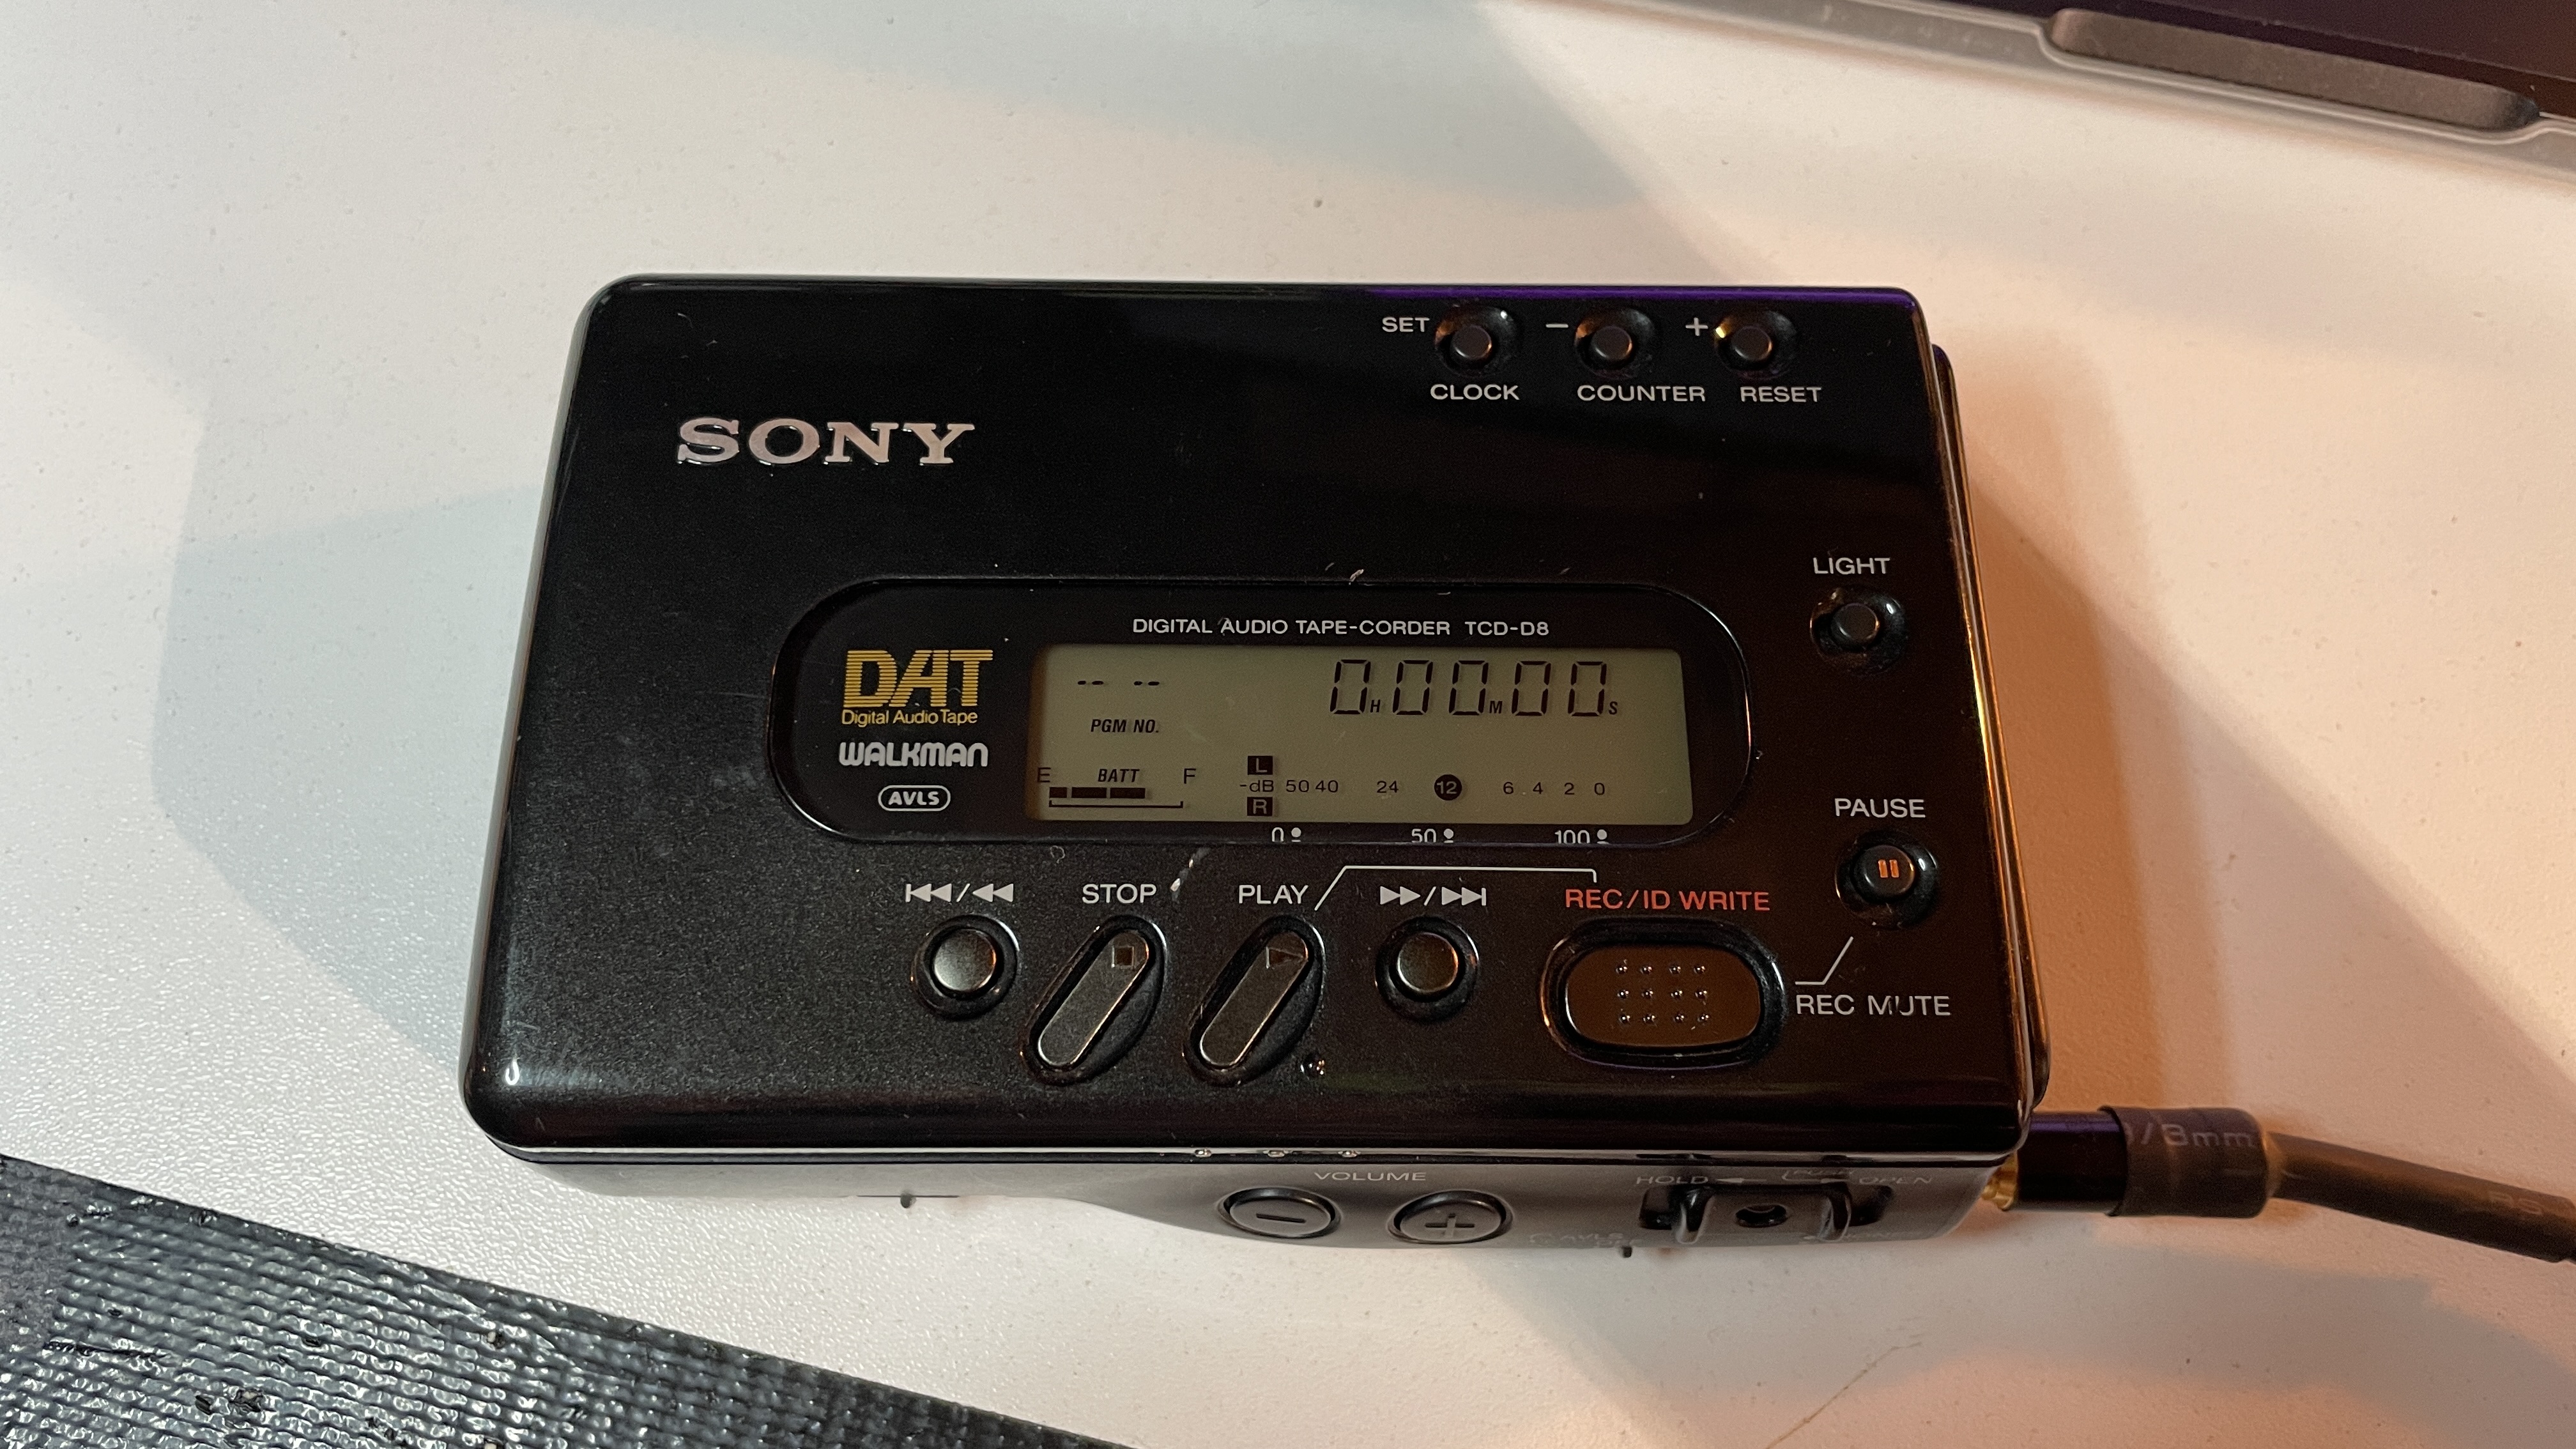 SET − +
CLOCK COUNTER RESET
SONY
LIGHT
DIGITAL AUDIO TAPE-CORDER TCD-D8
DAT
Digital Audio Tape
WALKMAN
AVLS
-- --
0H00M00S
PGM NO.
E BATT F
L
-dB 50 40 24 12 6 4 2 0
R
0 50 100
PAUSE
STOP PLAY REC/ID WRITE
REC MUTE
VOLUME
− +
HOLD OPEN
/3mm